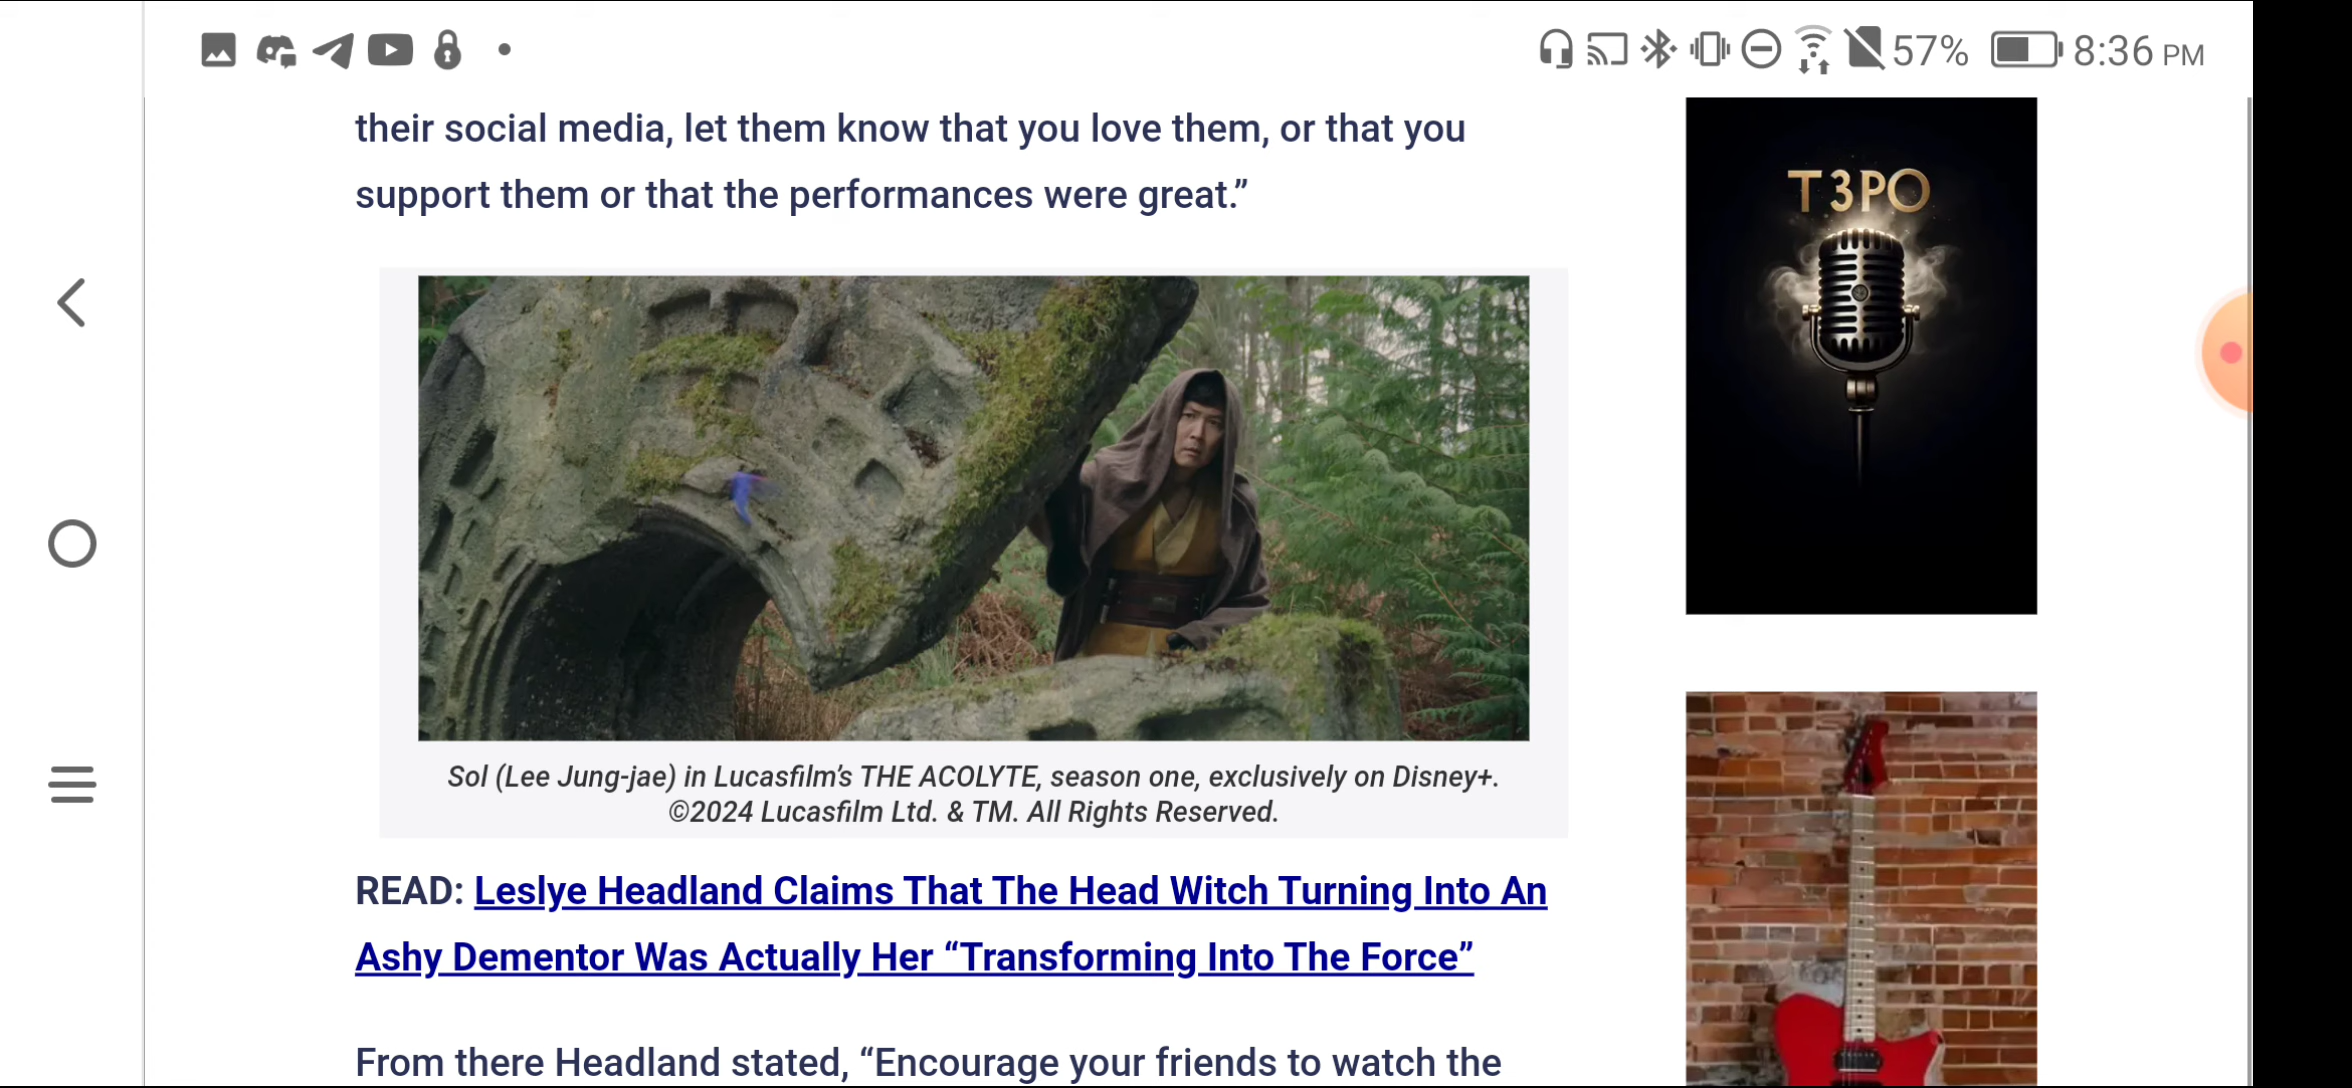 57% 8:36 PM
their social media, let them know that you love them, or that you
support them or that the performances were great.”
T3PO
Sol (Lee Jung-jae) in Lucasfilm’s THE ACOLYTE, season one, exclusively on Disney+.
©2024 Lucasfilm Ltd. & TM. All Rights Reserved.
READ: Leslye Headland Claims That The Head Witch Turning Into An
Ashy Dementor Was Actually Her “Transforming Into The Force”
From there Headland stated, “Encourage your friends to watch the